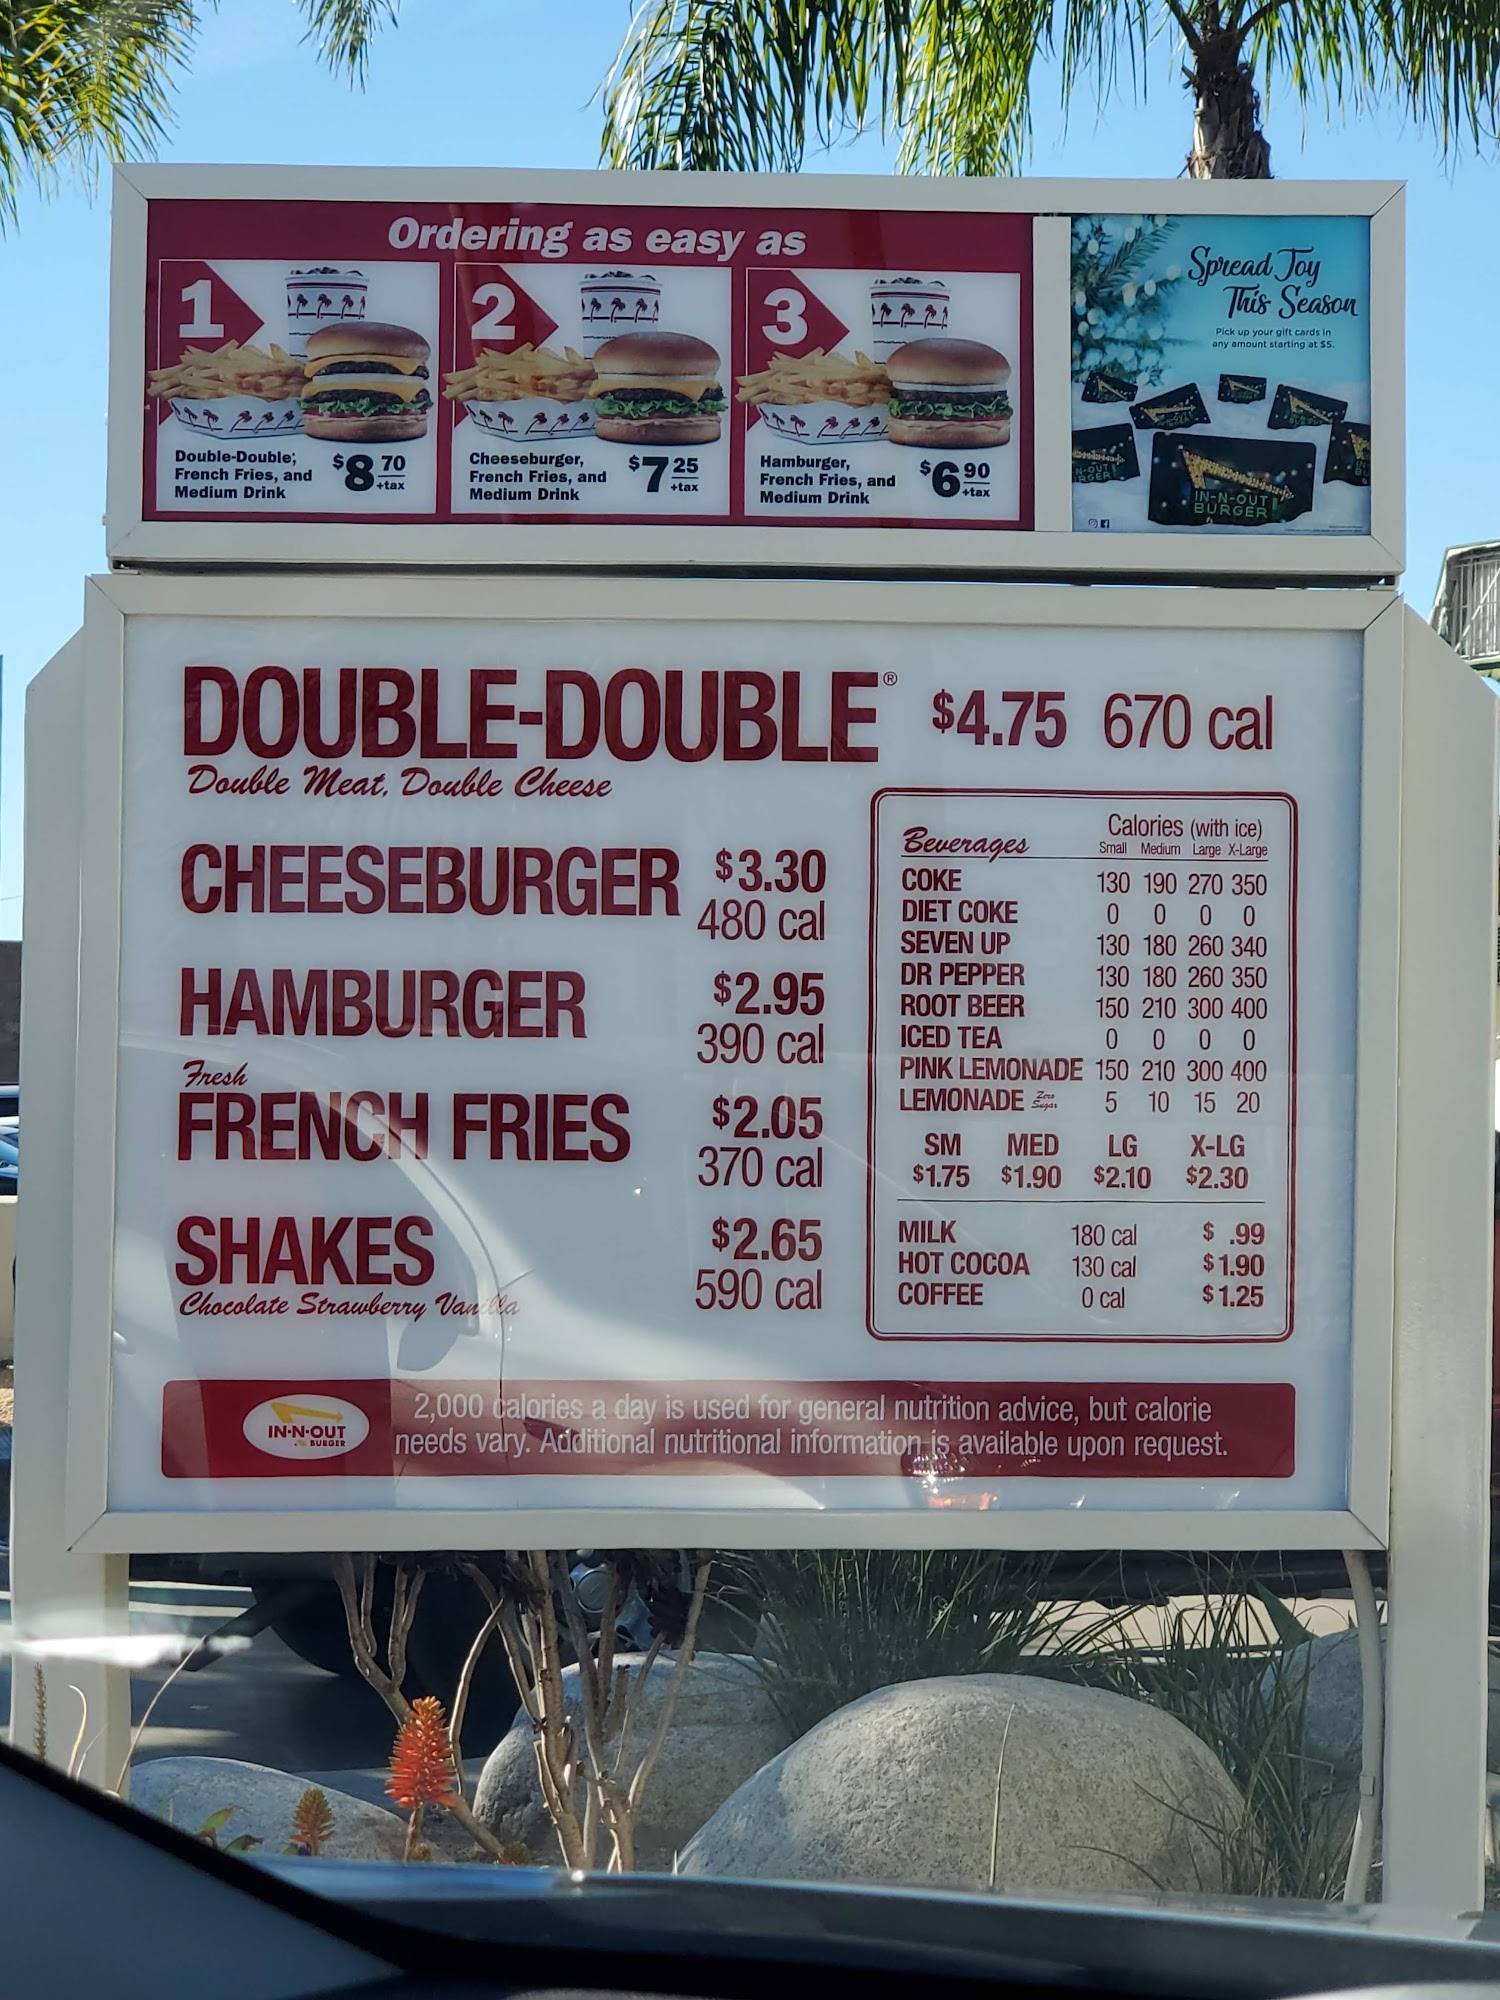 Ordering as easy as
1
Double-Double,
French Fries, and
Medium Drink
$8 70
+tax
2
Cheeseburger,
French Fries, and
Medium Drink
$7 25
+tax
3
Hamburger,
French Fries, and
Medium Drink
$6 90
+tax
Spread Joy
This Season
Pick up your gift cards in
any amount starting at $5.
IN-N-OUT
BURGER
DOUBLE-DOUBLE® $4.75 670 cal
Double Meat, Double Cheese
CHEESEBURGER $3.30
480 cal
HAMBURGER $2.95
390 cal
Fresh
FRENCH FRIES $2.05
370 cal
SHAKES $2.65
590 cal
Chocolate Strawberry Vanilla
Beverages Calories (with ice)
Small Medium Large X-Large
COKE 130 190 270 350
DIET COKE 0 0 0 0
SEVEN UP 130 180 260 340
DR PEPPER 130 180 260 350
ROOT BEER 150 210 300 400
ICED TEA 0 0 0 0
PINK LEMONADE 150 210 300 400
LEMONADE Zero Sugar 5 10 15 20
SM MED LG X-LG
$1.75 $1.90 $2.10 $2.30
MILK 180 cal $ .99
HOT COCOA 130 cal $1.90
COFFEE 0 cal $1.25
IN-N-OUT
BURGER
2,000 calories a day is used for general nutrition advice, but calorie
needs vary. Additional nutritional information is available upon request.